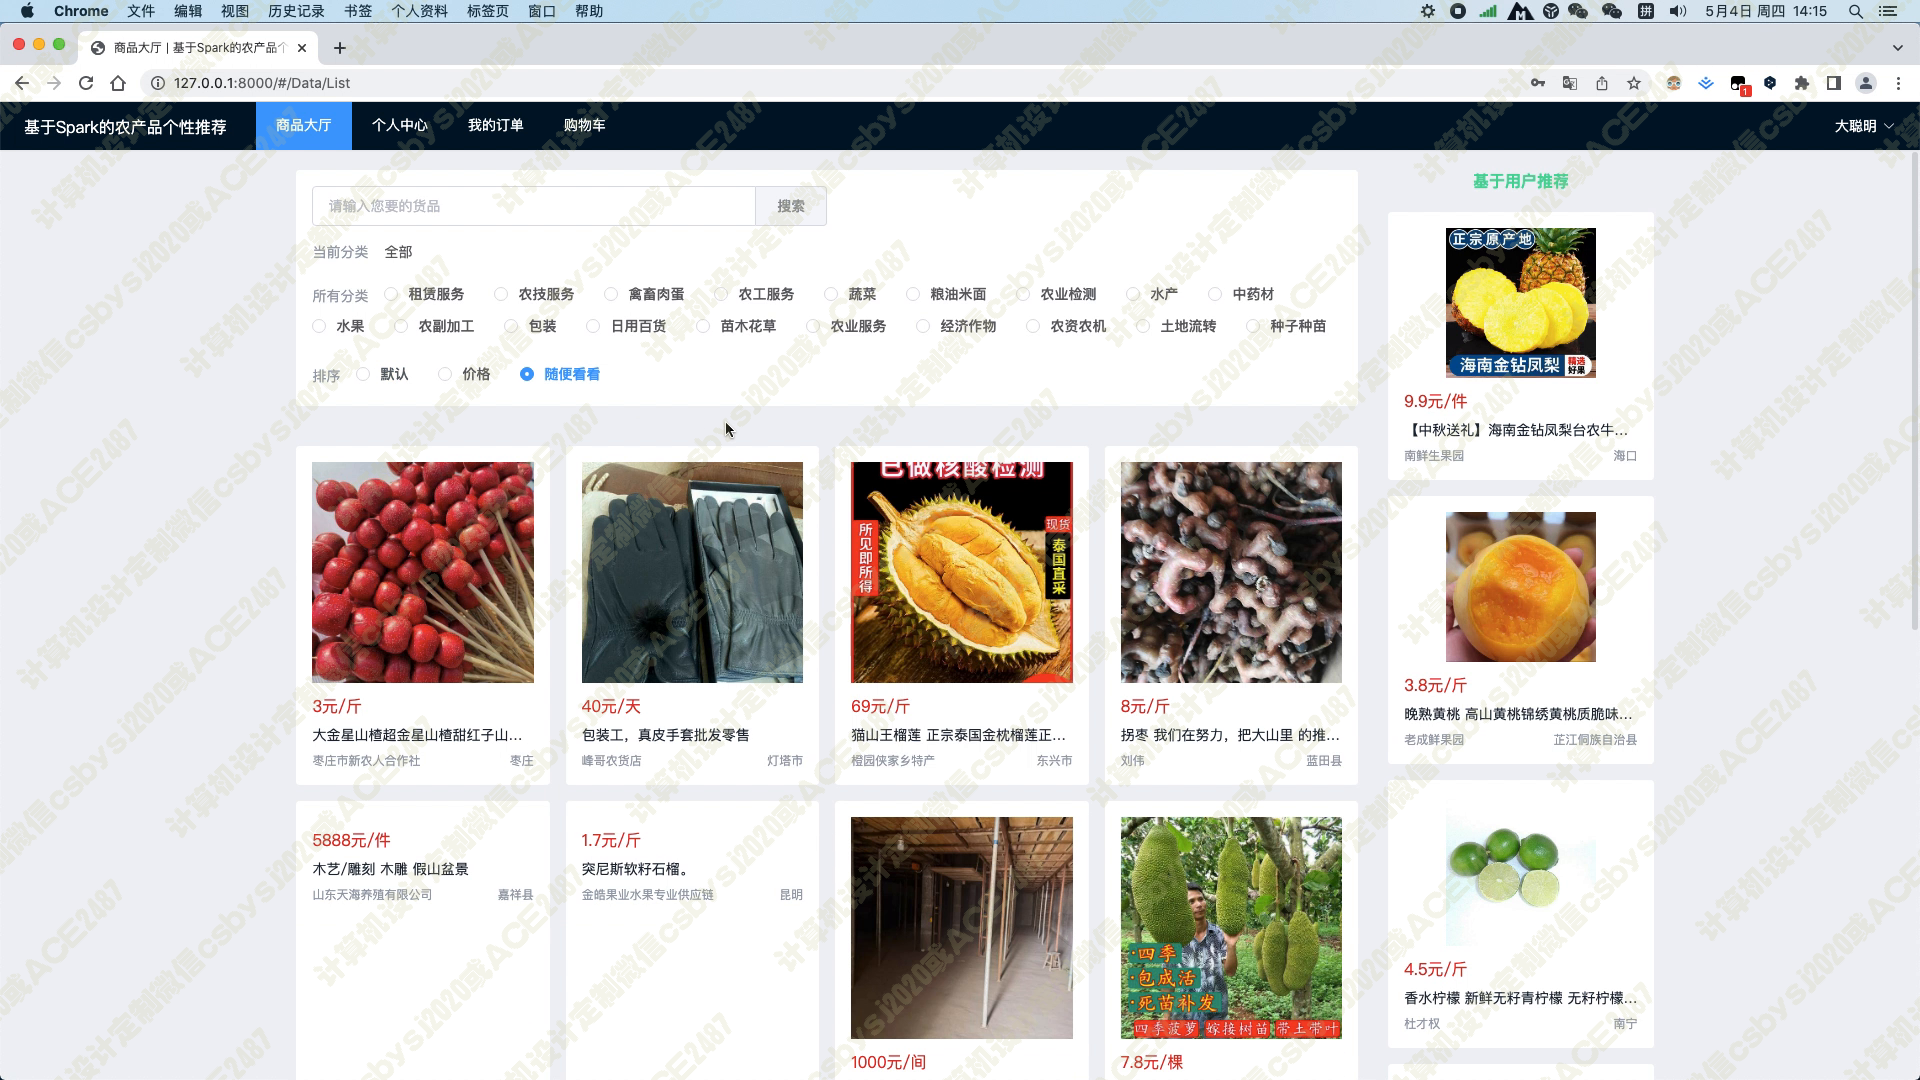 Chrome 文件 编辑 视图 历史记录 书签 个人资料 标签页 窗口 帮助 拼 5月4日 周四 14:15
商品大厅 | 基于Spark的农产品个
127.0.0.1:8000/#/Data/List 1
基于Spark的农产品个性推荐 商品大厅 个人中心 我的订单 购物车 大聪明
请输入您要的货品 搜索
当前分类 全部
所有分类 租赁服务 农技服务 禽畜肉蛋 农工服务 蔬菜 粮油米面 农业检测 水产 中药材
水果 农副加工 包装 日用百货 苗木花草 农业服务 经济作物 农资农机 土地流转 种子种苗
排序 默认 价格 随便看看
基于用户推荐
正宗原产地
海南金钻凤梨 精选好果
9.9元/件
【中秋送礼】海南金钻凤梨台农牛...
南鲜生果园 海口
3.8元/斤
晚熟黄桃 高山黄桃锦绣黄桃质脆味...
老成鲜果园 芷江侗族自治县
4.5元/斤
香水柠檬 新鲜无籽青柠檬 无籽柠檬...
杜才权 南宁
3元/斤
大金星山楂超金星山楂甜红子山...
枣庄市新农人合作社 枣庄
40元/天
包装工，真皮手套批发零售
峰哥农货店 灯塔市
已做核酸检测
所见即所得
现货
泰国直采
69元/斤
猫山王榴莲 正宗泰国金枕榴莲正...
橙园侠家乡特产 东兴市
8元/斤
拐枣 我们在努力，把大山里 的推...
刘伟 蓝田县
5888元/件
木艺/雕刻 木雕 假山盆景
山东天海养殖有限公司 嘉祥县
1.7元/斤
突尼斯软籽石榴。
金皓果业水果专业供应链 昆明
1000元/间
·四季
·包成活
·死苗补发
四季菠萝 嫁接树苗 带土带叶
7.8元/棵
计算机设计定制微信csbysj2020或ACE2487